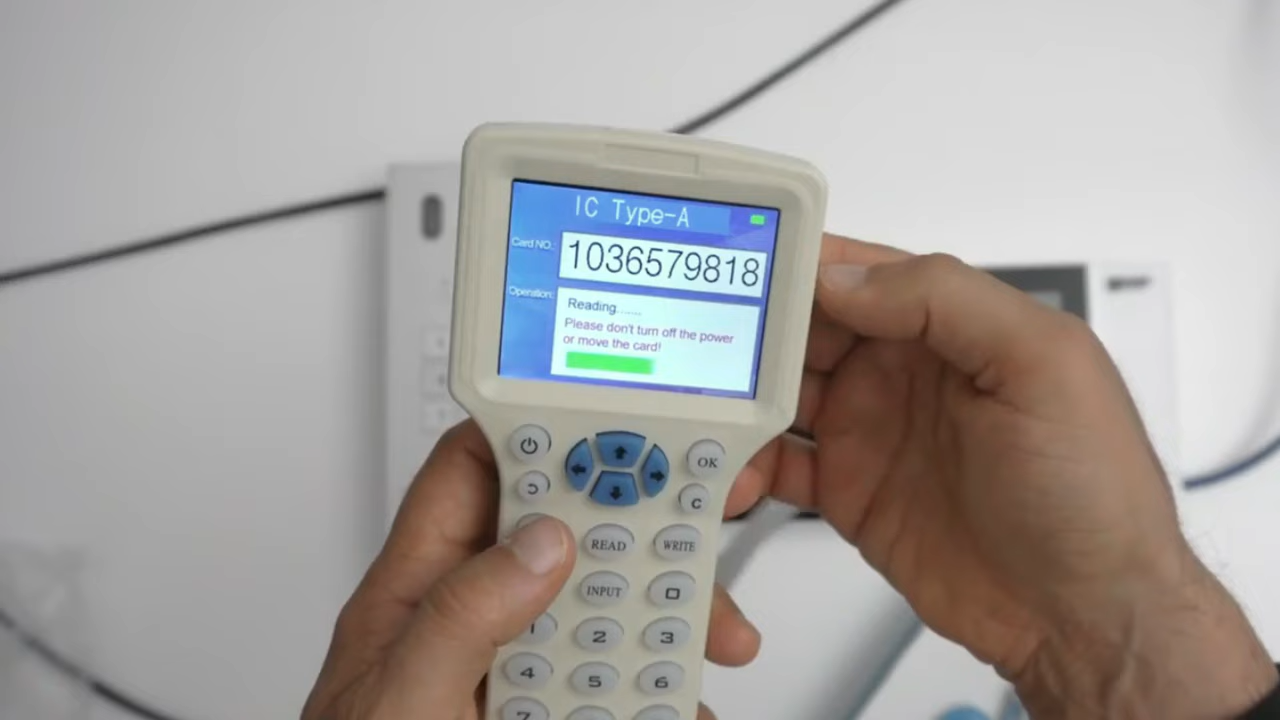 IC Type-A
Card NO.:
1036579818
Operation:
Reading.......
Please don't turn off the power
or move the card!
OK
C
READ
WRITE
INPUT
0
1
2
3
4
5
6
7